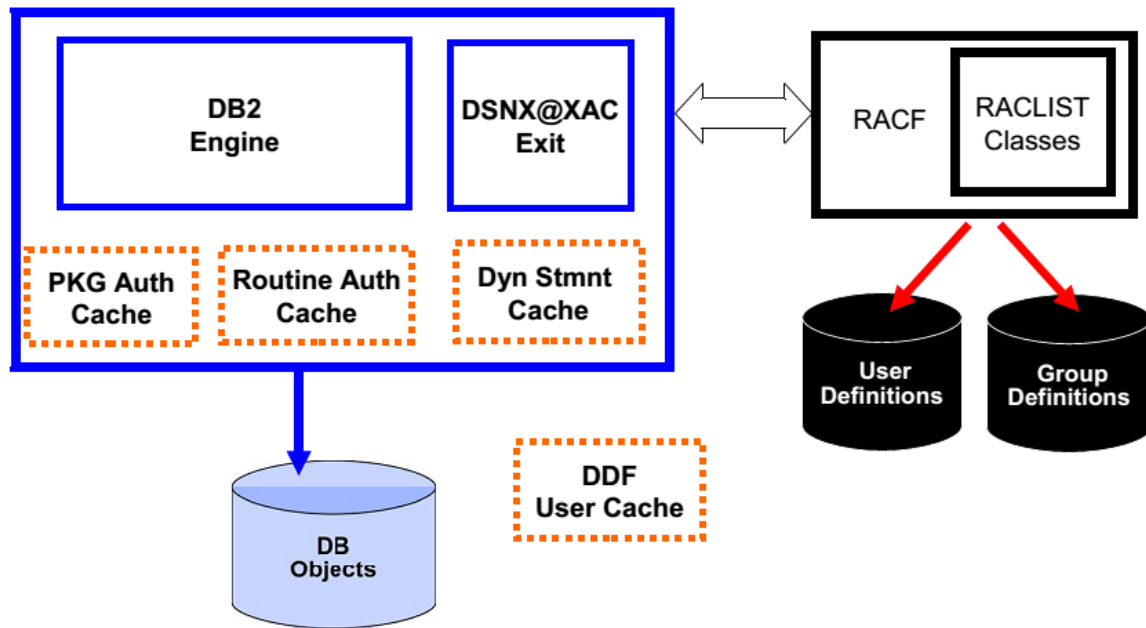 DB2
Engine
DSNX@XAC
Exit
RACF
RACLIST
Classes
PKG Auth
Cache
Routine Auth
Cache
Dyn Stmnt
Cache
User
Definitions
Group
Definitions
DDF
User Cache
DB
Objects